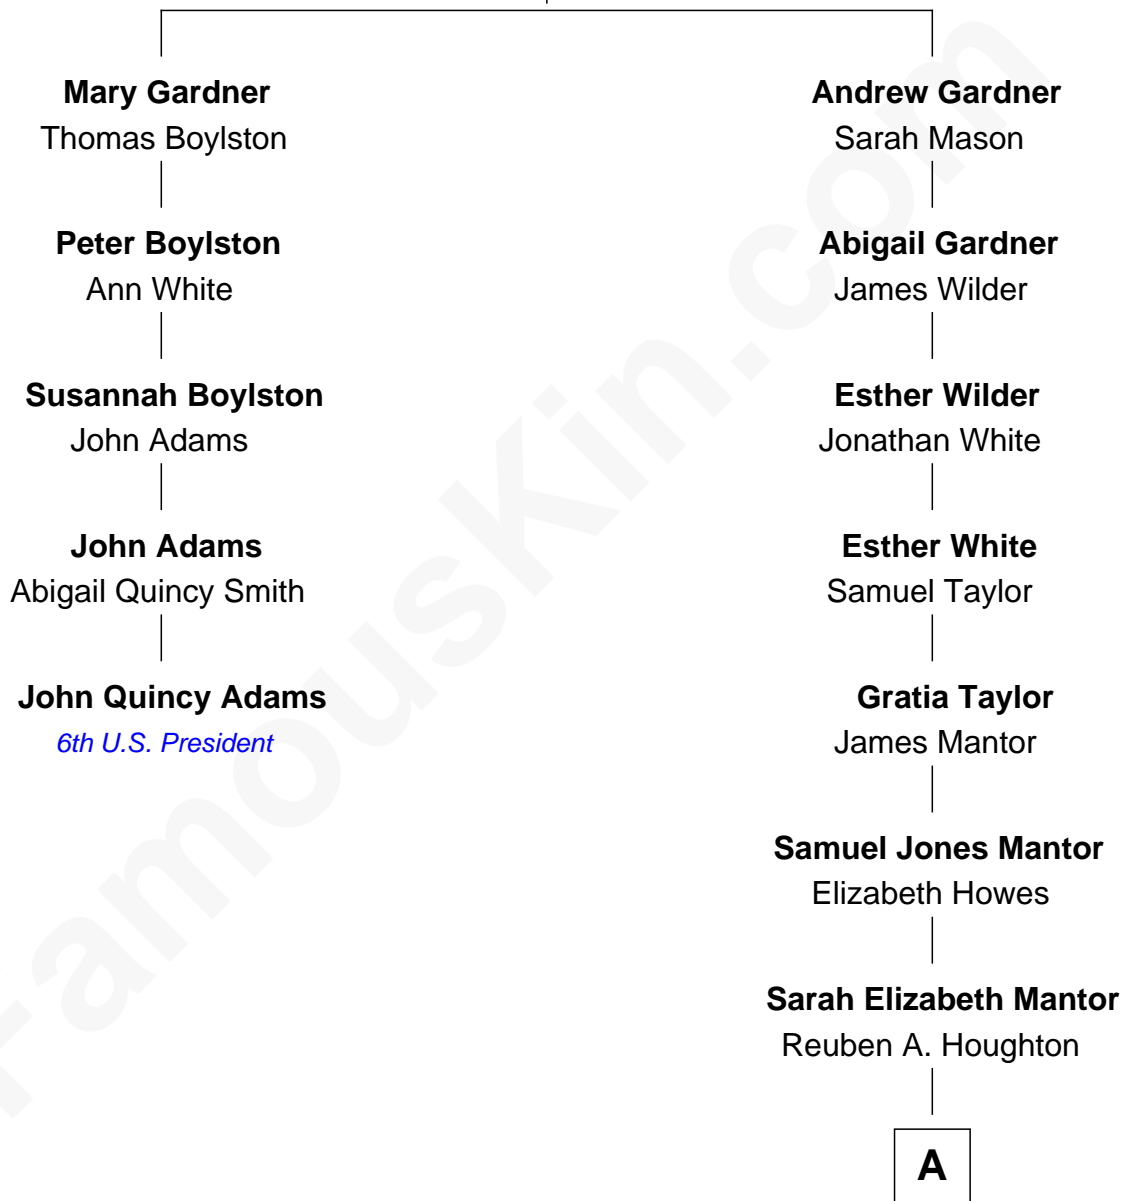 Mary Gardner
Thomas Boylston
Peter Boylston
Ann White
Susannah Boylston
John Adams
John Adams
Abigail Quincy Smith
John Quincy Adams
6th U.S. President
Andrew Gardner
Sarah Mason
Abigail Gardner
James Wilder
Esther Wilder
Jonathan White
Esther White
Samuel Taylor
Gratia Taylor
James Mantor
Samuel Jones Mantor
Elizabeth Howes
Sarah Elizabeth Mantor
Reuben A. Houghton
A
FamousKin.com